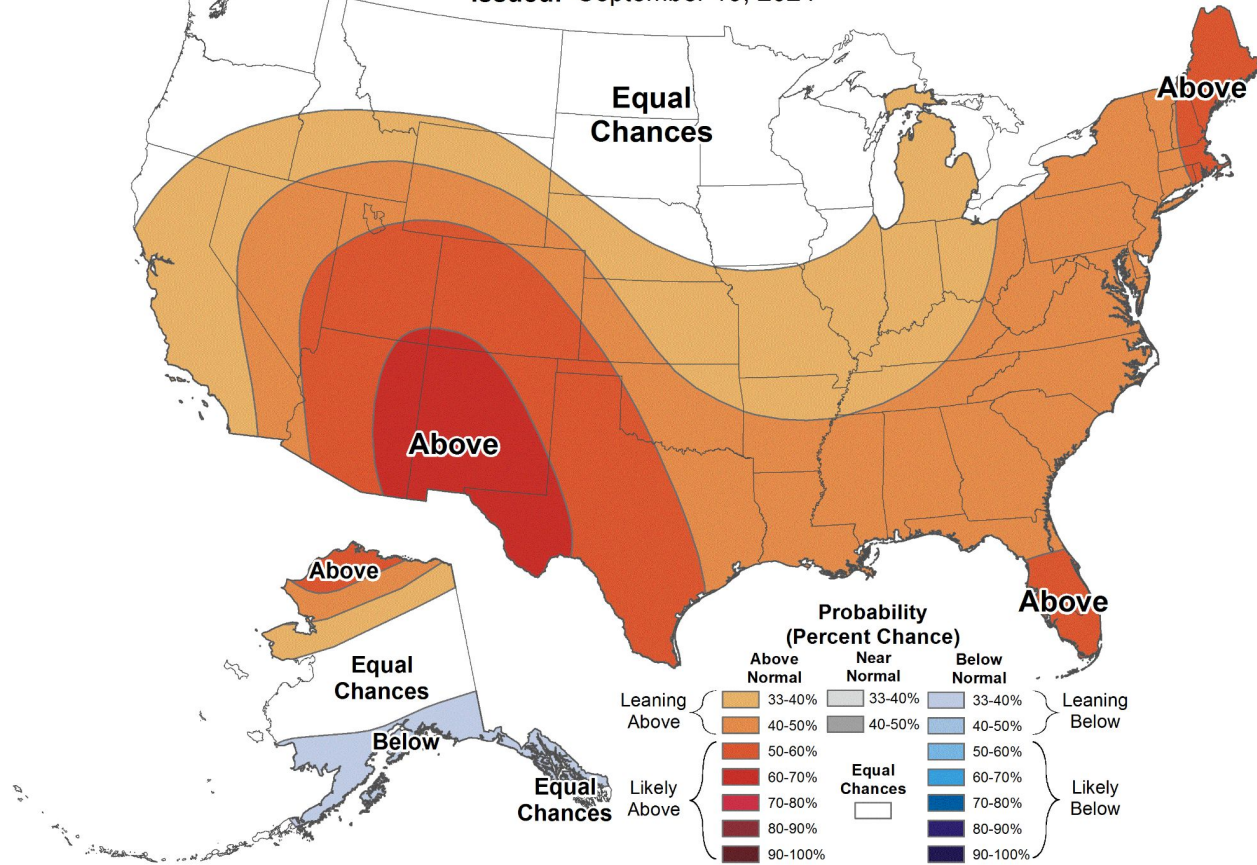 Above
Equal
Chances
Above
Above
Above
Equal
Chances
Below
Equal
Chances
Probability
(Percent Chance)
Above
Normal
Near
Normal
Below
Normal
Leaning
Above
33-40%
40-50%
33-40%
40-50%
33-40%
40-50%
Leaning
Below
Likely
Above
50-60%
60-70%
70-80%
80-90%
90-100%
Equal
Chances
50-60%
60-70%
70-80%
80-90%
90-100%
Likely
Below